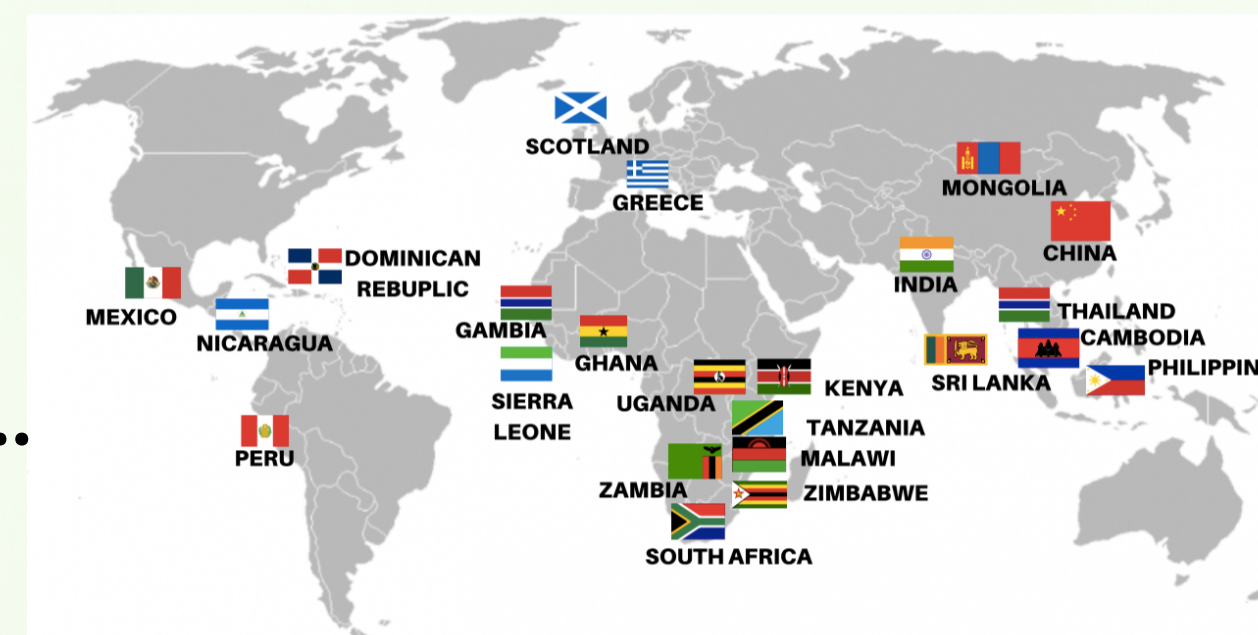 SCOTLAND
GREECE
MONGOLIA
CHINA
DOMINICAN
REBUPLIC
INDIA
MEXICO
NICARAGUA
GAMBIA
GHANA
THAILAND
CAMBODIA
SRI LANKA
PHILIPPIN
SIERRA
LEONE
UGANDA
KENYA
TANZANIA
PERU
MALAWI
ZAMBIA
ZIMBABWE
SOUTH AFRICA